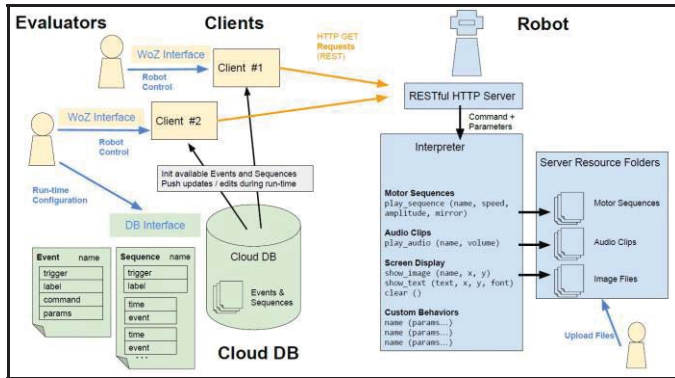 Evaluators
Clients
Robot
WoZ Interface
Robot
Control
Client #1
HTTP GET
Requests
(REST)
WoZ Interface
Robot
Control
Client #2
RESTful HTTP Server
Command +
Parameters
Run-time
Configuration
DB Interface
Init available Events and Sequences
Push updates / edits during run-time
Interpreter
Motor Sequences
play_sequence (name, speed,
amplitude, mirror)
Audio Clips
play_audio (name, volume)
Screen Display
show_image (name, x, y)
show_text (text, x, y, font)
clear ()
Custom Behaviors
name (params...)
name (params...)
name (params...)
Server Resource Folders
Motor Sequences
Audio Clips
Image Files
Upload Files
Event name
trigger
label
command
params
Sequence name
trigger
label
time
event
time
event
...
Cloud DB
Events &
Sequences
Cloud DB